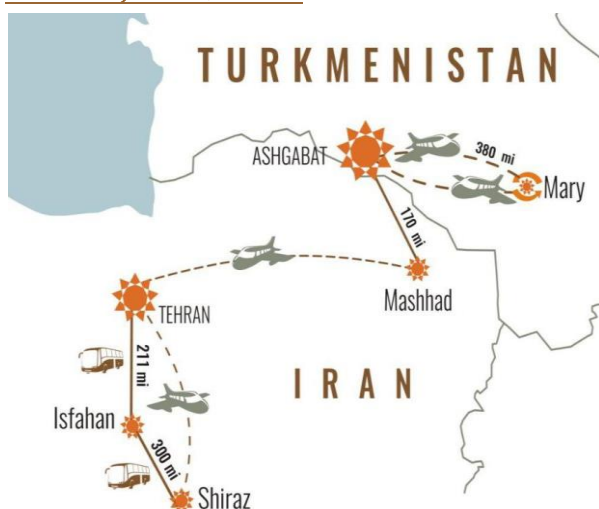 TURKMENISTAN
ASHGABAT
380 mi
Mary
170 mi
Mashhad
TEHRAN
211 mi
IRAN
Isfahan
300 mi
Shiraz